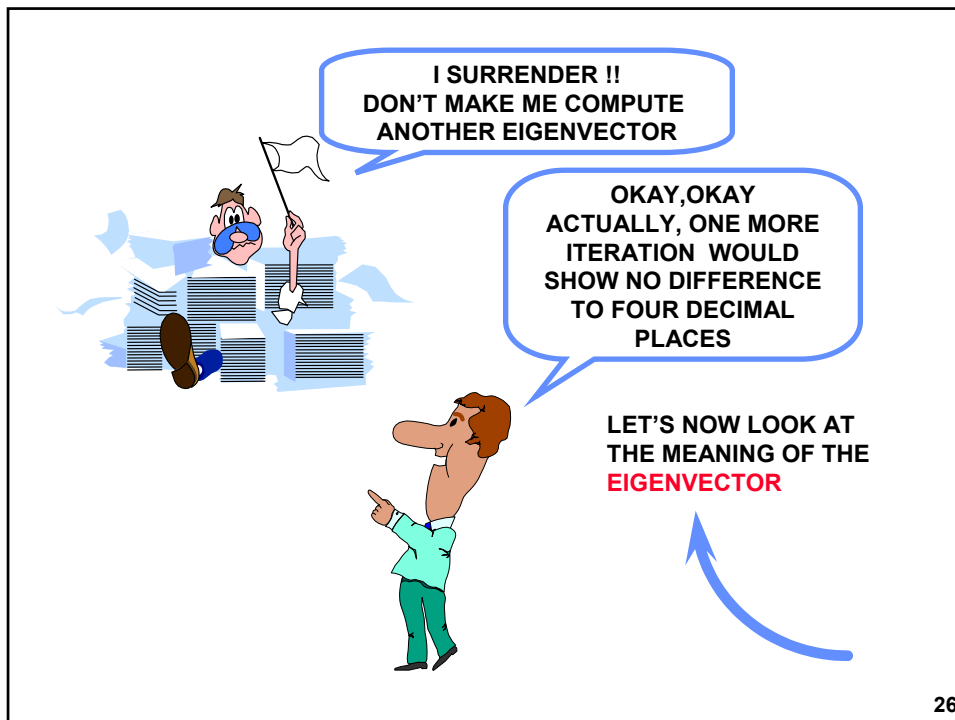 I SURRENDER !!
DON'T MAKE ME COMPUTE
ANOTHER EIGENVECTOR
OKAY,OKAY
ACTUALLY, ONE MORE
ITERATION WOULD
SHOW NO DIFFERENCE
TO FOUR DECIMAL
PLACES
LET'S NOW LOOK AT
THE MEANING OF THE
EIGENVECTOR
26